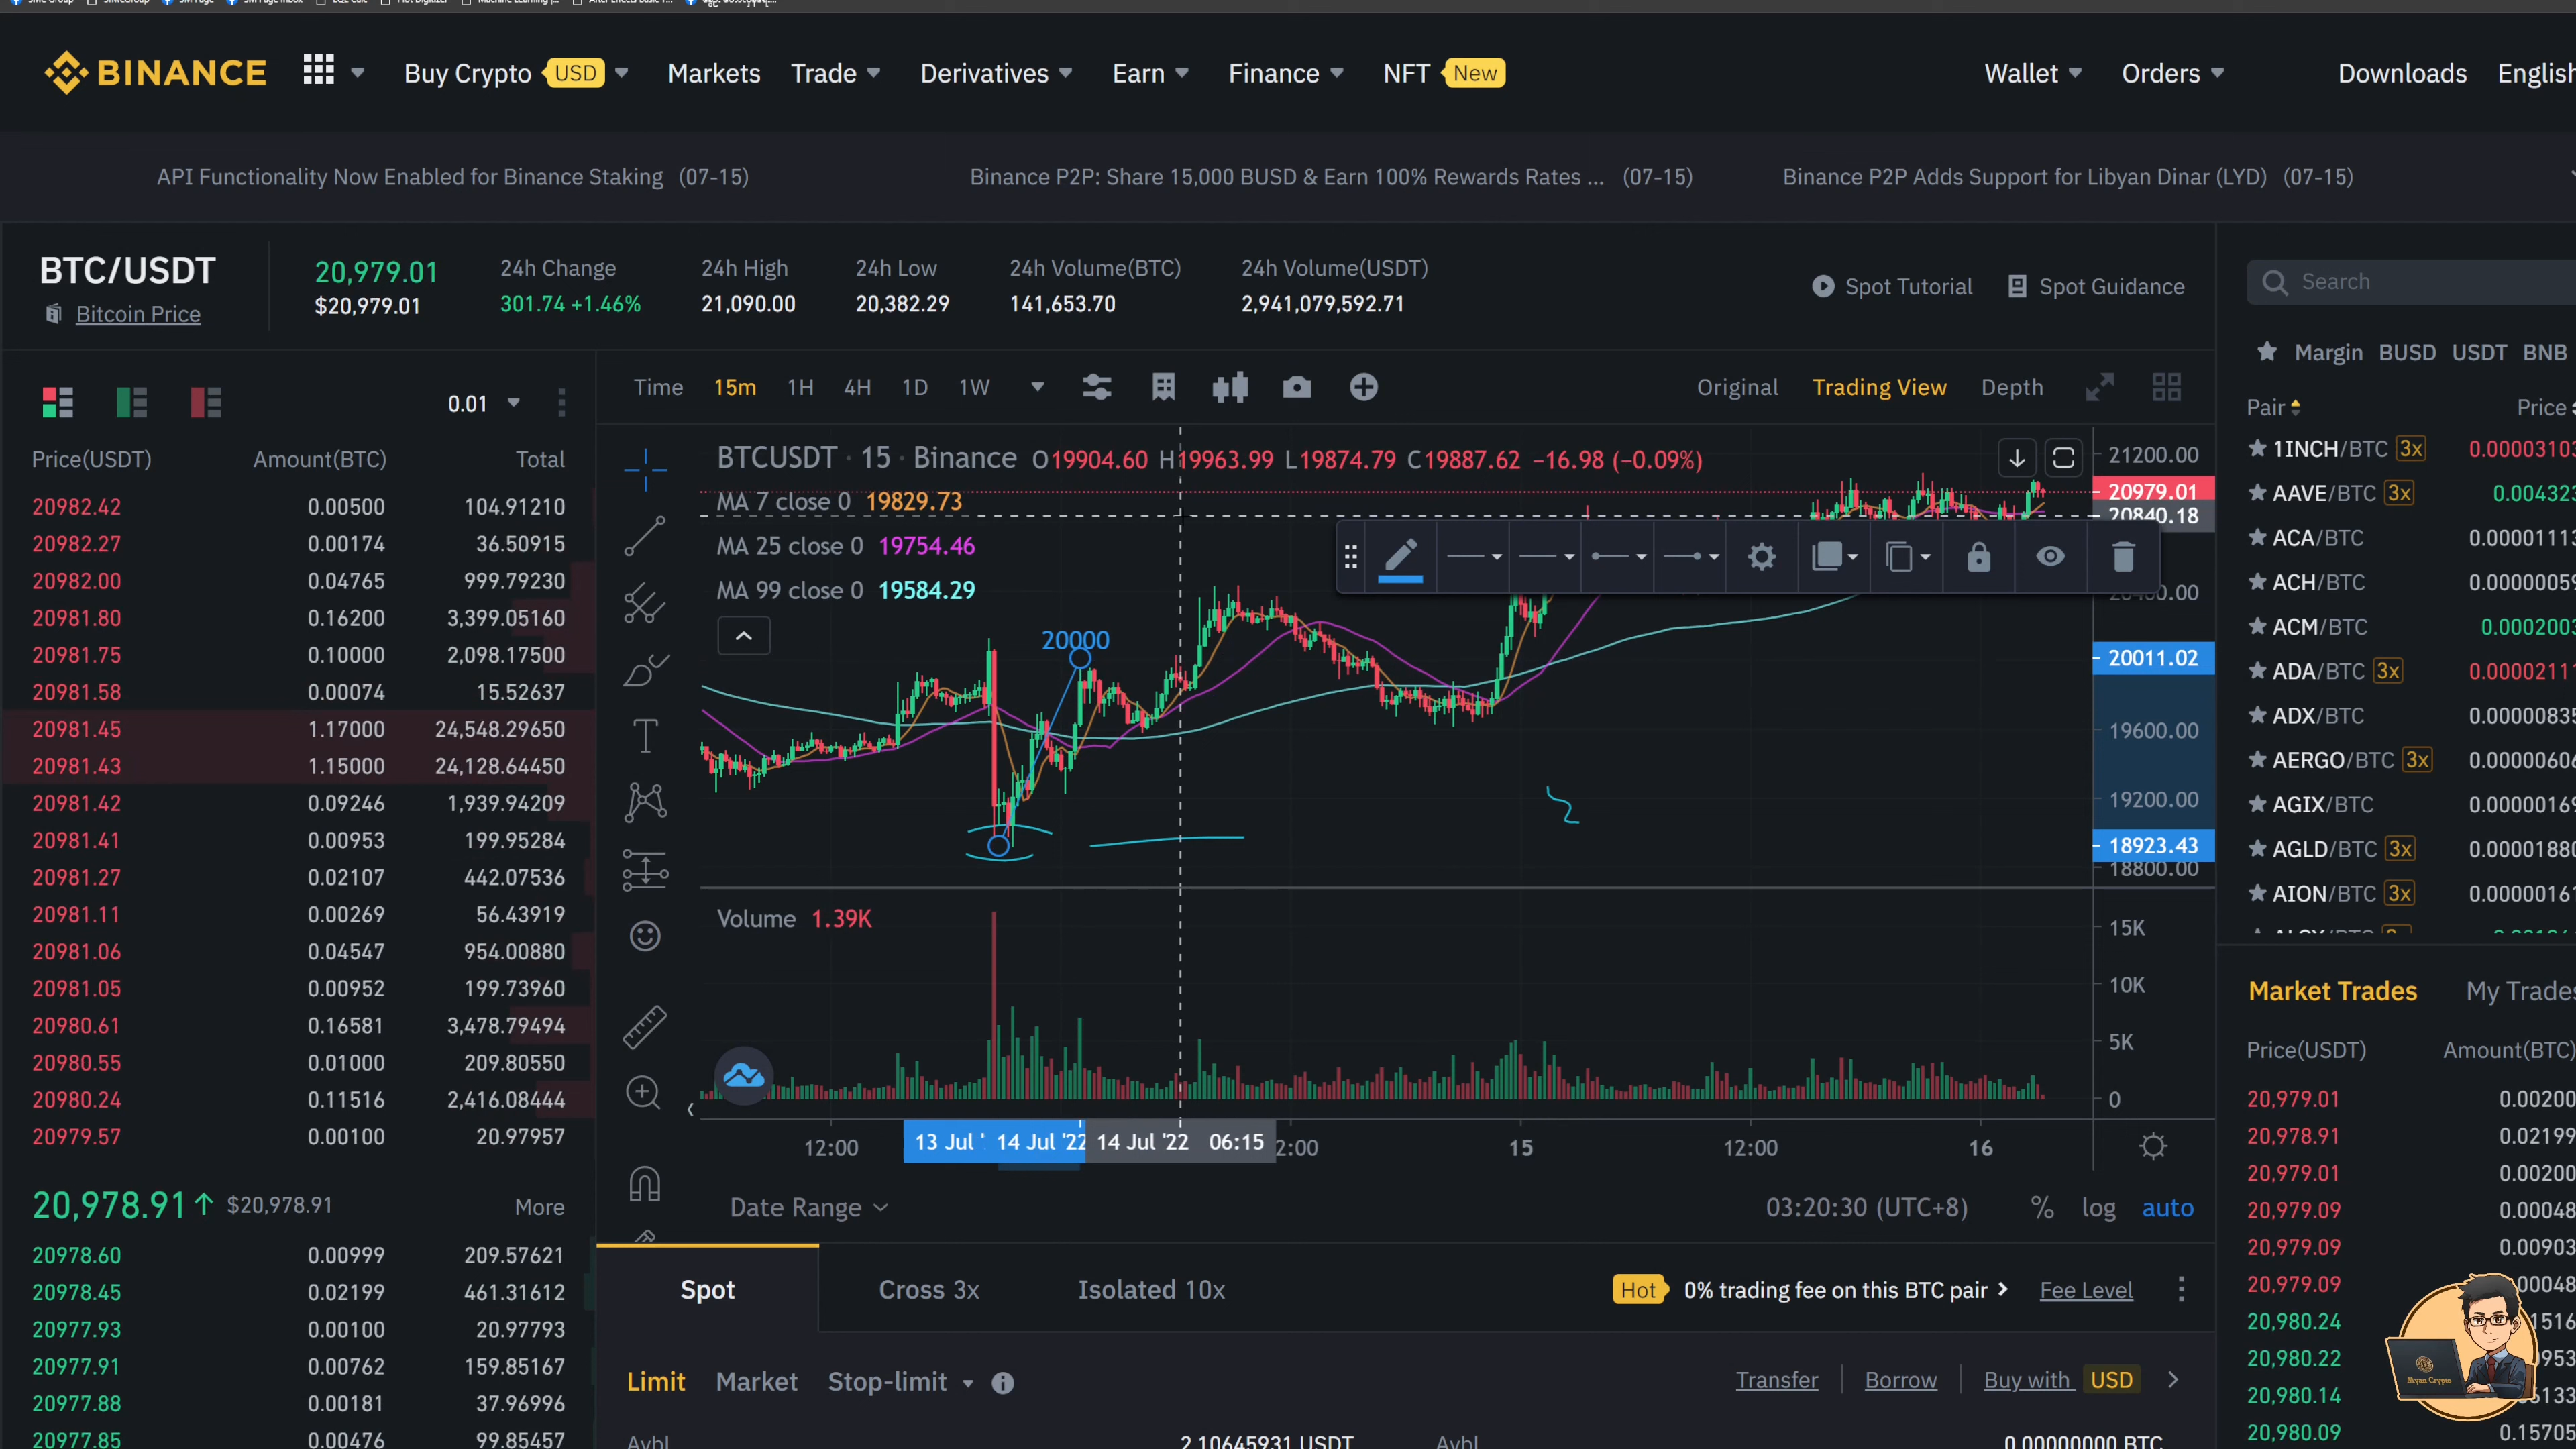 BINANCE
Buy Crypto USD
Markets
Trade
Derivatives
Earn
Finance
NFT New
Wallet
Orders
Downloads
API Functionality Now Enabled for Binance Staking (07-15)
Binance P2P: Share 15,000 BUSD & Earn 100% Rewards Rates ... (07-15)
Binance P2P Adds Support for Libyan Dinar (LYD) (07-15)
BTC/USDT
Bitcoin Price
20,979.01
$20,979.01
24h Change
301.74 +1.46%
24h High
21,090.00
24h Low
20,382.29
24h Volume(BTC)
141,653.70
24h Volume(USDT)
2,941,079,592.71
Spot Tutorial
Spot Guidance
0.01
Price(USDT) Amount(BTC) Total
20982.42 0.00500 104.91210
20982.27 0.00174 36.50915
20982.00 0.04765 999.79230
20981.80 0.16200 3,399.05160
20981.75 0.10000 2,098.17500
20981.58 0.00074 15.52637
20981.45 1.17000 24,548.29650
20981.43 1.15000 24,128.64450
20981.42 0.09246 1,939.94209
20981.41 0.00953 199.95284
20981.27 0.02107 442.07536
20981.11 0.00269 56.43919
20981.06 0.04547 954.00880
20981.05 0.00952 199.73960
20980.61 0.16581 3,478.79494
20980.55 0.01000 209.80550
20980.24 0.11516 2,416.08444
20979.57 0.00100 20.97957
20,978.91 ↑ $20,978.91 More
20978.60 0.00999 209.57621
20978.45 0.02199 461.31612
20977.93 0.00100 20.97793
20977.91 0.00762 159.85167
20977.88 0.00181 37.96996
20977.85 0.00476 99.85457
Time 15m 1H 4H 1D 1W
Original Trading View Depth
BTCUSDT · 15 · Binance O19904.60 H19963.99 L19874.79 C19887.62 −16.98 (−0.09%)
MA 7 close 0 19829.73
MA 25 close 0 19754.46
MA 99 close 0 19584.29
20000
21200.00
20979.01
20840.18
20011.02
19600.00
19200.00
18923.43
18800.00
Volume 1.39K
15K
10K
5K
0
12:00 13 Jul 14 Jul '22 14 Jul '22 06:15 2:00 15 12:00 16
Date Range
03:20:30 (UTC+8) % log auto
Spot Cross 3x Isolated 10x
Hot 0% trading fee on this BTC pair Fee Level
Limit Market Stop-limit
Transfer Borrow Buy with USD
Avbl 2.10645931 USDT
Avbl 0.00000000 BTC
Search
Margin BUSD USDT BNB
Pair Price
1INCH/BTC 3x
AAVE/BTC 3x
ACA/BTC
ACH/BTC
ACM/BTC
ADA/BTC 3x
ADX/BTC
AERGO/BTC 3x
AGIX/BTC
AGLD/BTC 3x
AION/BTC 3x
Market Trades My Trades
Price(USDT) Amount(BTC)
20,979.01
20,978.91
20,979.01
20,979.09
20,979.09
20,979.09
20,980.24
20,980.22
20,980.14
20,980.09
Myan Crypto